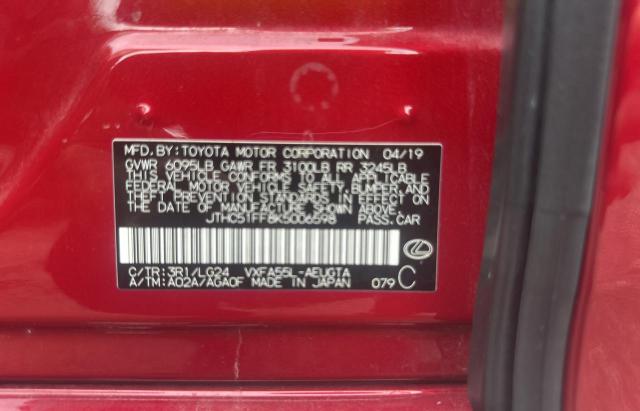 MFD. BY: TOYOTA MOTOR CORPORATION 04/19
GVWR 6095LB GAWR FR 3100LB RR 3245LB
THIS VEHICLE CONFORMS TO ALL APPLICABLE
FEDERAL MOTOR VEHICLE SAFETY, BUMPER, AND
THEFT PREVENTION STANDARDS IN EFFECT ON
THE DATE OF MANUFACTURE SHOWN ABOVE.
JTHC51FF8K5006598 PASS.CAR
C/TR:3R1/LG24 VXFA55L-AEUGTA
A/TM:A02A/AGA0F MADE IN JAPAN 079 C